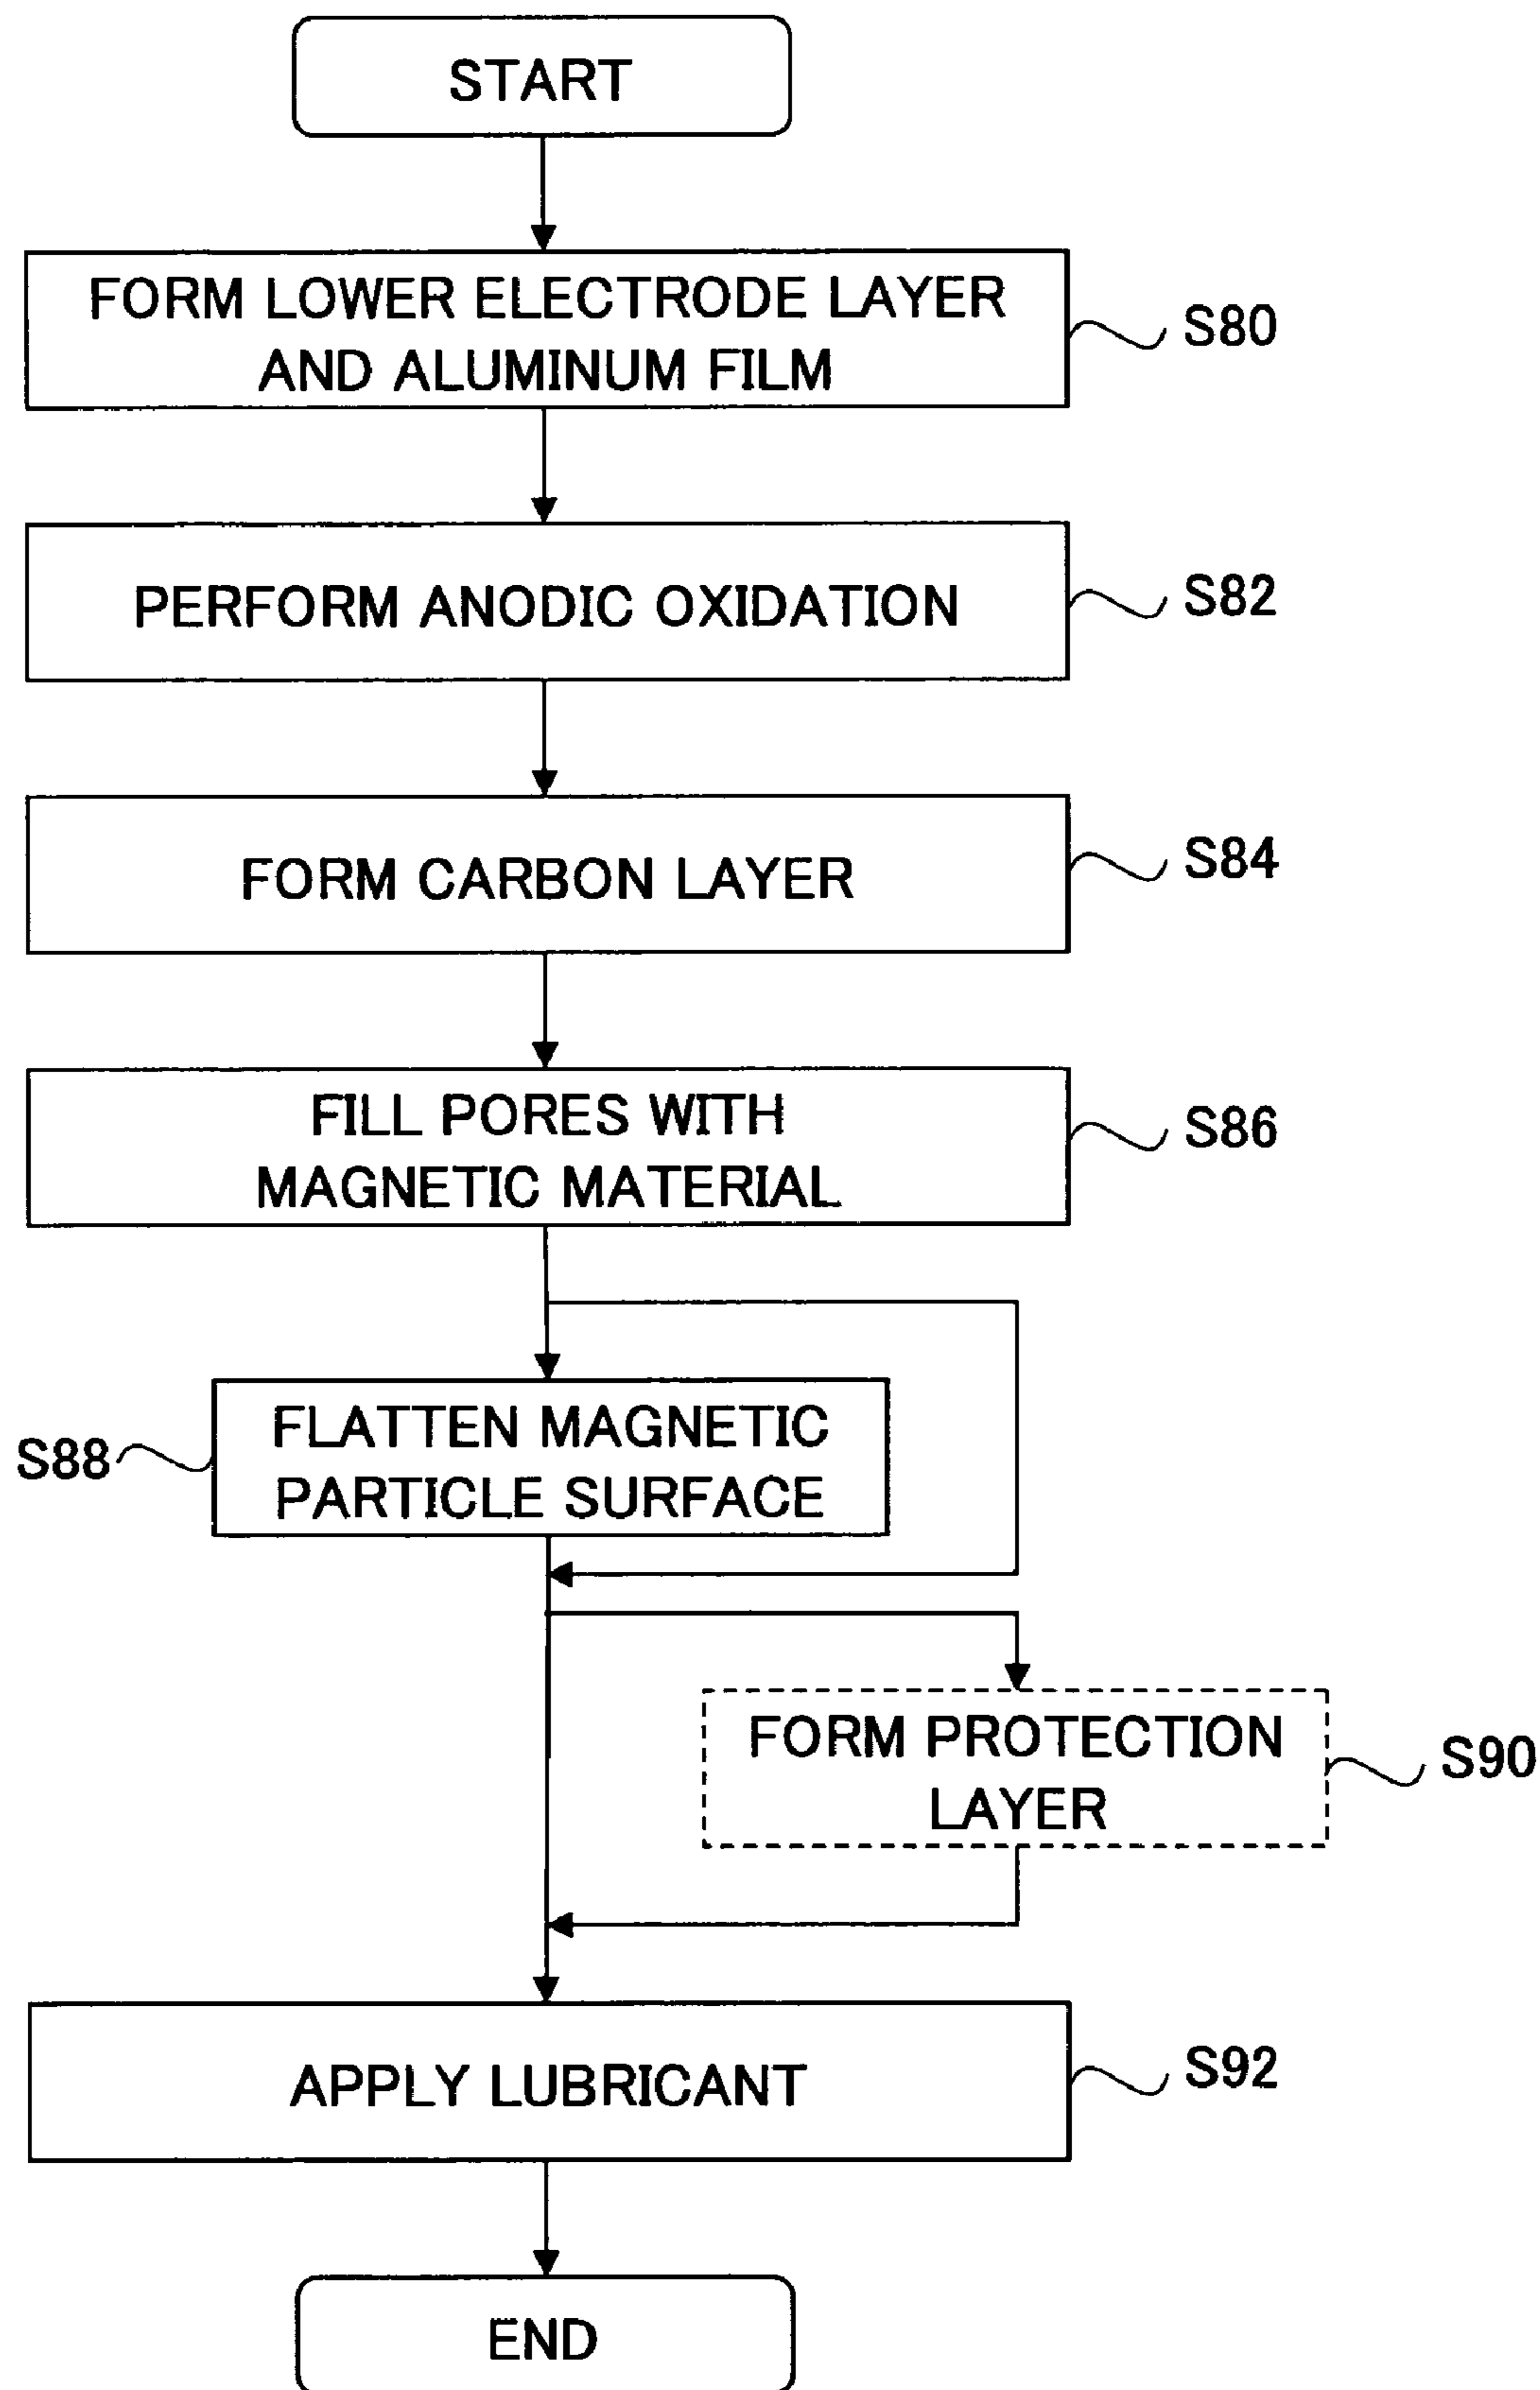 START
FORM LOWER ELECTRODE LAYER
AND ALUMINUM FILM
S80
PERFORM ANODIC OXIDATION
S82
FORM CARBON LAYER
S84
FILL PORES WITH
MAGNETIC MATERIAL
S86
S88
FLATTEN MAGNETIC
PARTICLE SURFACE
FORM PROTECTION
LAYER
S90
APPLY LUBRICANT
S92
END